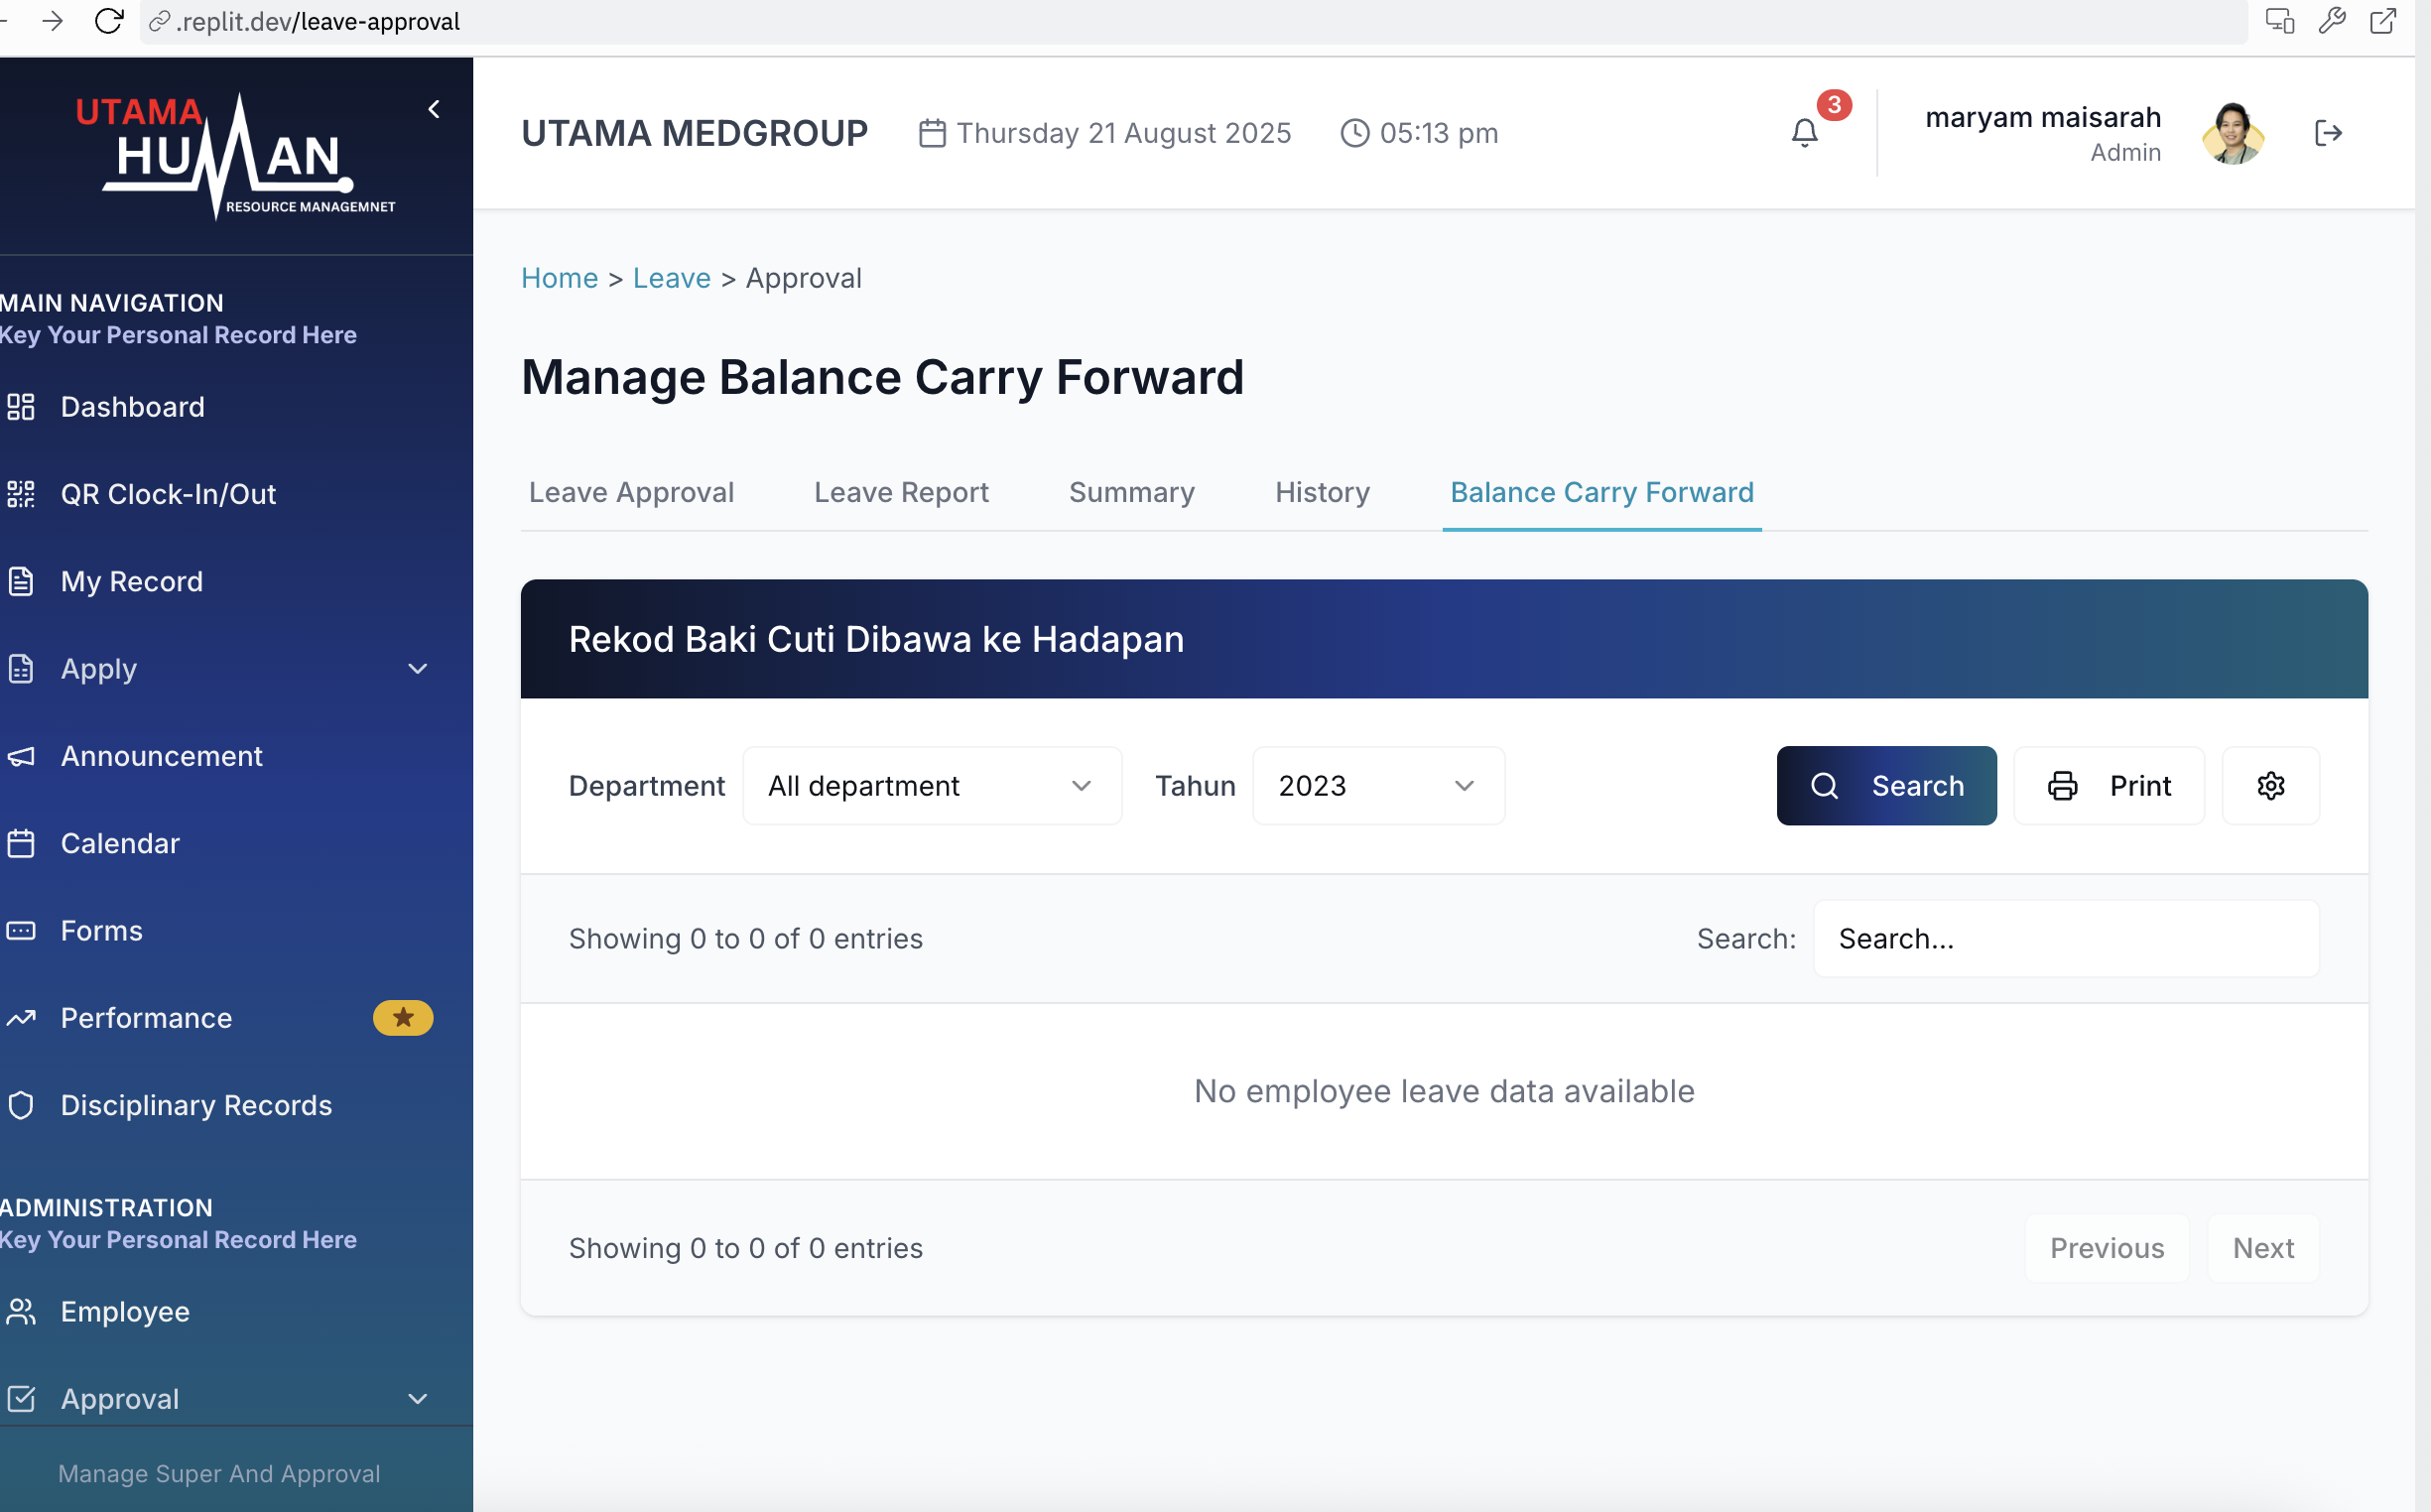 .replit.dev/leave-approval
UTAMA
HUMAN
RESOURCE MANAGEMNET
UTAMA MEDGROUP
Thursday 21 August 2025
05:13 pm
3
maryam maisarah
Admin
MAIN NAVIGATION
Key Your Personal Record Here
Dashboard
QR Clock-In/Out
My Record
Apply
Announcement
Calendar
Forms
Performance
Disciplinary Records
ADMINISTRATION
Key Your Personal Record Here
Employee
Approval
Manage Super And Approval
Home > Leave > Approval
Manage Balance Carry Forward
Leave Approval
Leave Report
Summary
History
Balance Carry Forward
Rekod Baki Cuti Dibawa ke Hadapan
Department
All department
Tahun
2023
Search
Print
Showing 0 to 0 of 0 entries
Search:
Search...
No employee leave data available
Showing 0 to 0 of 0 entries
Previous
Next